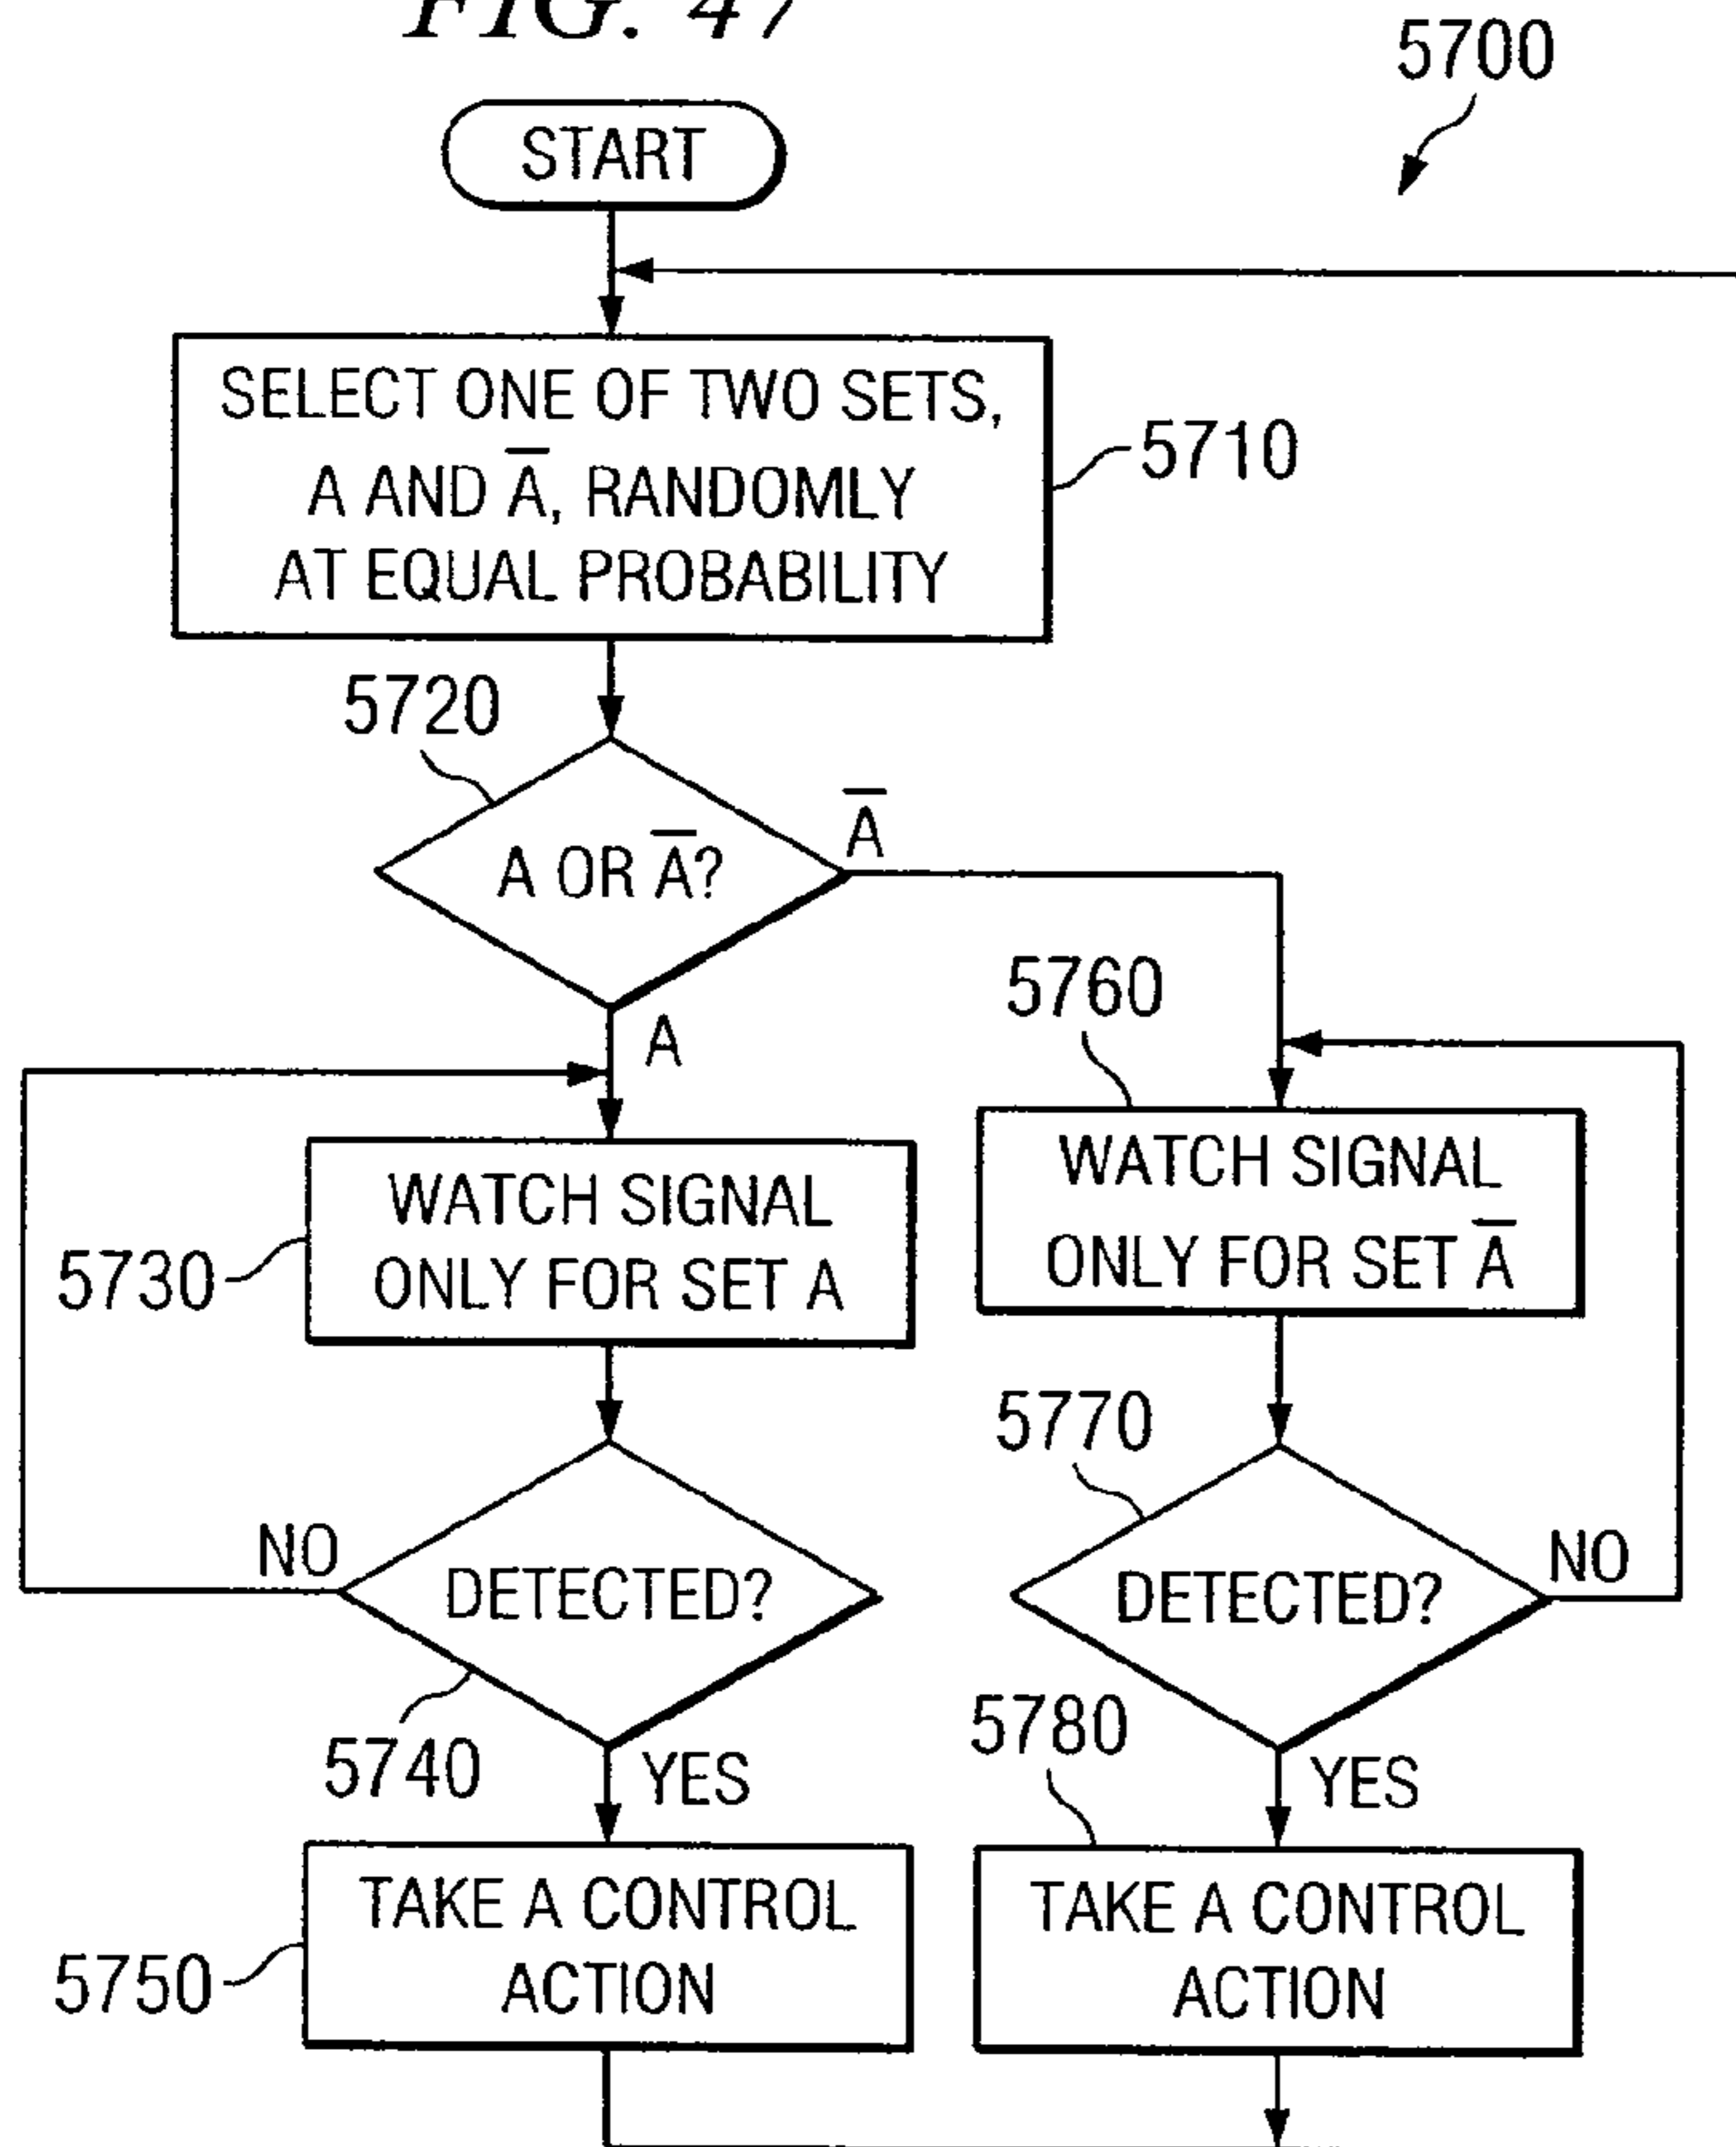 FIG. 47
5700
START
SELECT ONE OF TWO SETS,
A AND A̅, RANDOMLY
AT EQUAL PROBABILITY
5710
5720
A OR A̅?
A̅
A
5760
WATCH SIGNAL
ONLY FOR SET A
5730
WATCH SIGNAL
ONLY FOR SET A̅
5770
NO
DETECTED?
5740
YES
DETECTED?
NO
5780
YES
TAKE A CONTROL
ACTION
5750
TAKE A CONTROL
ACTION